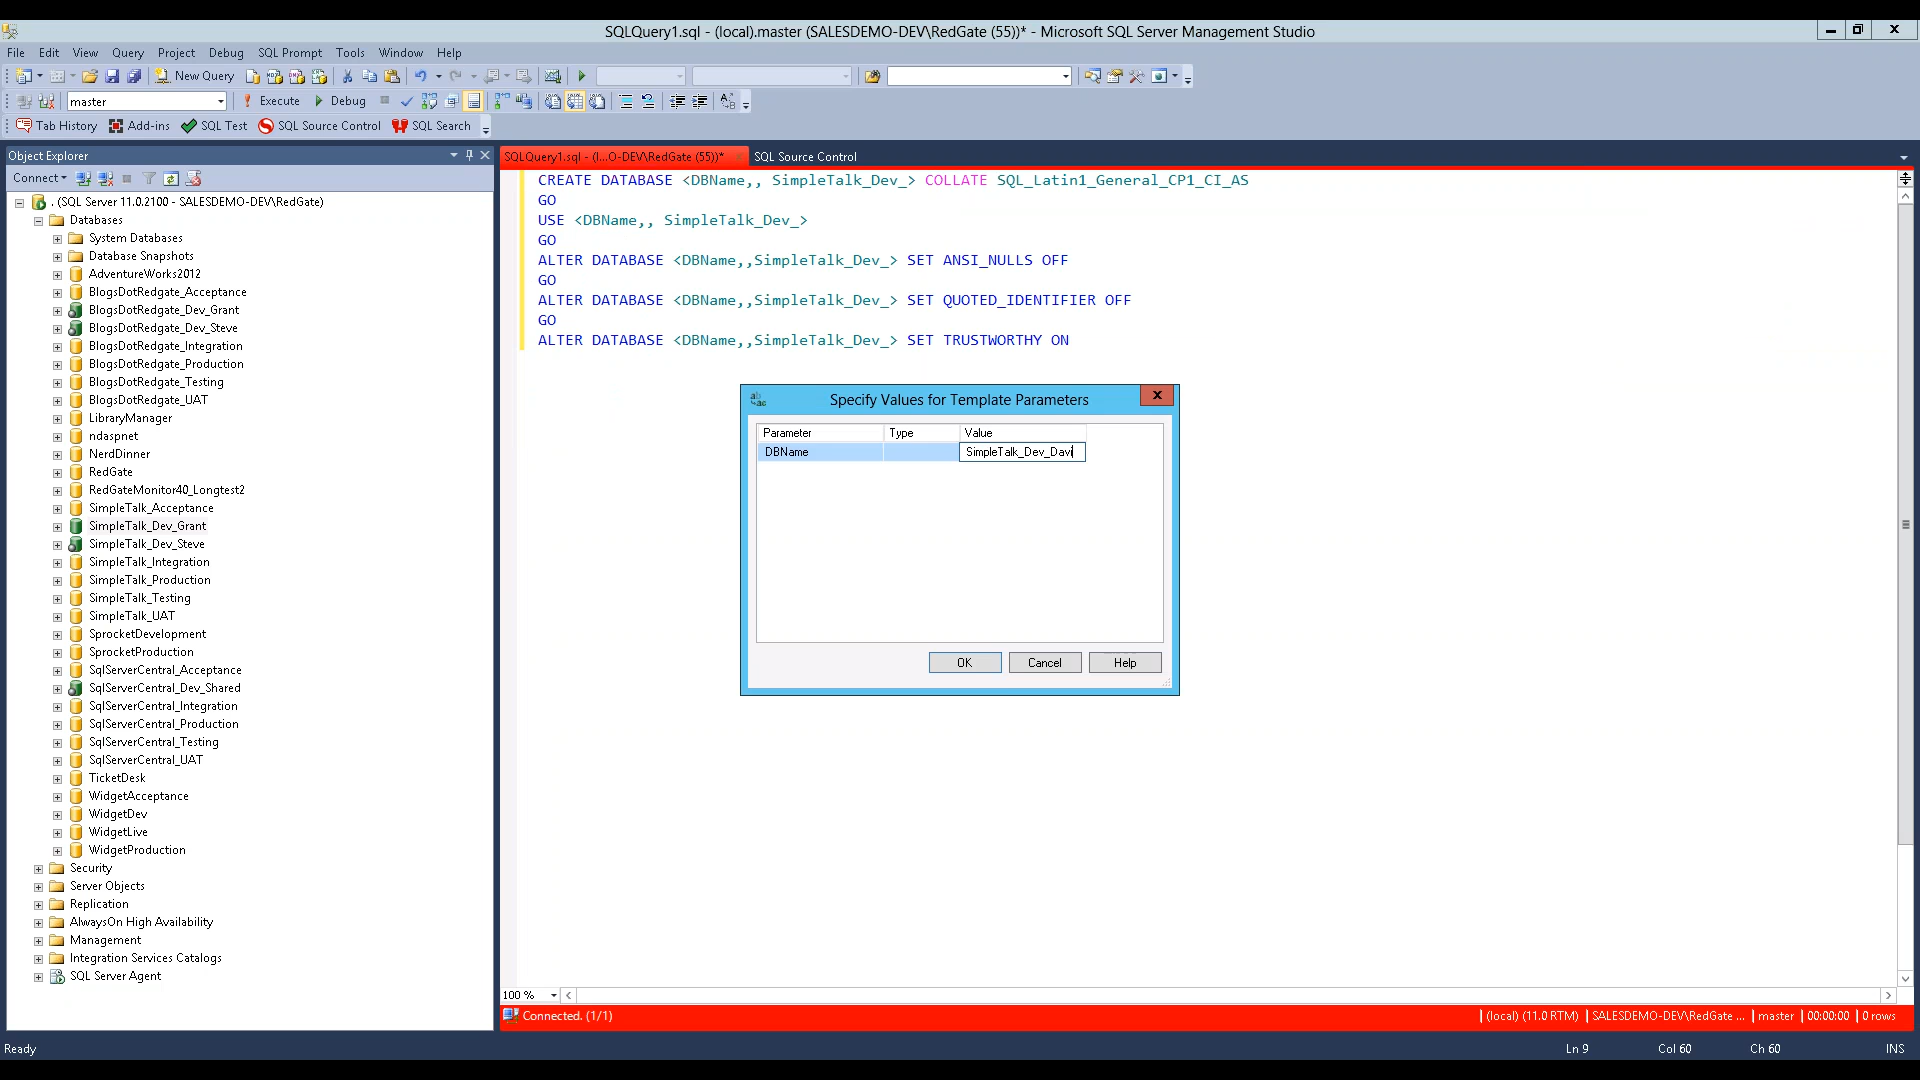 SQLQuery1.sql - (local).master (SALESDEMO-DEV\RedGate (55))* - Microsoft SQL Server Management Studio
File Edit View Query Project Debug SQL Prompt Tools Window Help
New Query
master Execute Debug
Tab History Add-ins SQL Test SQL Source Control SQL Search
Object Explorer
Connect
. (SQL Server 11.0.2100 - SALESDEMO-DEV\RedGate)
Databases
System Databases
Database Snapshots
AdventureWorks2012
BlogsDotRedgate_Acceptance
BlogsDotRedgate_Dev_Grant
BlogsDotRedgate_Dev_Steve
BlogsDotRedgate_Integration
BlogsDotRedgate_Production
BlogsDotRedgate_Testing
BlogsDotRedgate_UAT
LibraryManager
ndaspnet
NerdDinner
RedGate
RedGateMonitor40_Longtest2
SimpleTalk_Acceptance
SimpleTalk_Dev_Grant
SimpleTalk_Dev_Steve
SimpleTalk_Integration
SimpleTalk_Production
SimpleTalk_Testing
SimpleTalk_UAT
SprocketDevelopment
SprocketProduction
SqlServerCentral_Acceptance
SqlServerCentral_Dev_Shared
SqlServerCentral_Integration
SqlServerCentral_Production
SqlServerCentral_Testing
SqlServerCentral_UAT
TicketDesk
WidgetAcceptance
WidgetDev
WidgetLive
WidgetProduction
Security
Server Objects
Replication
AlwaysOn High Availability
Management
Integration Services Catalogs
SQL Server Agent
SQLQuery1.sql - (l...O-DEV\RedGate (55))* SQL Source Control
CREATE DATABASE <DBName,, SimpleTalk_Dev_> COLLATE SQL_Latin1_General_CP1_CI_AS
GO
USE <DBName,, SimpleTalk_Dev_>
GO
ALTER DATABASE <DBName,,SimpleTalk_Dev_> SET ANSI_NULLS OFF
GO
ALTER DATABASE <DBName,,SimpleTalk_Dev_> SET QUOTED_IDENTIFIER OFF
GO
ALTER DATABASE <DBName,,SimpleTalk_Dev_> SET TRUSTWORTHY ON
Specify Values for Template Parameters
Parameter Type Value
DBName SimpleTalk_Dev_Davi
OK Cancel Help
100 %
Connected. (1/1) (local) (11.0 RTM) SALESDEMO-DEV\RedGate ... master 00:00:00 0 rows
Ready Ln 9 Col 60 Ch 60 INS